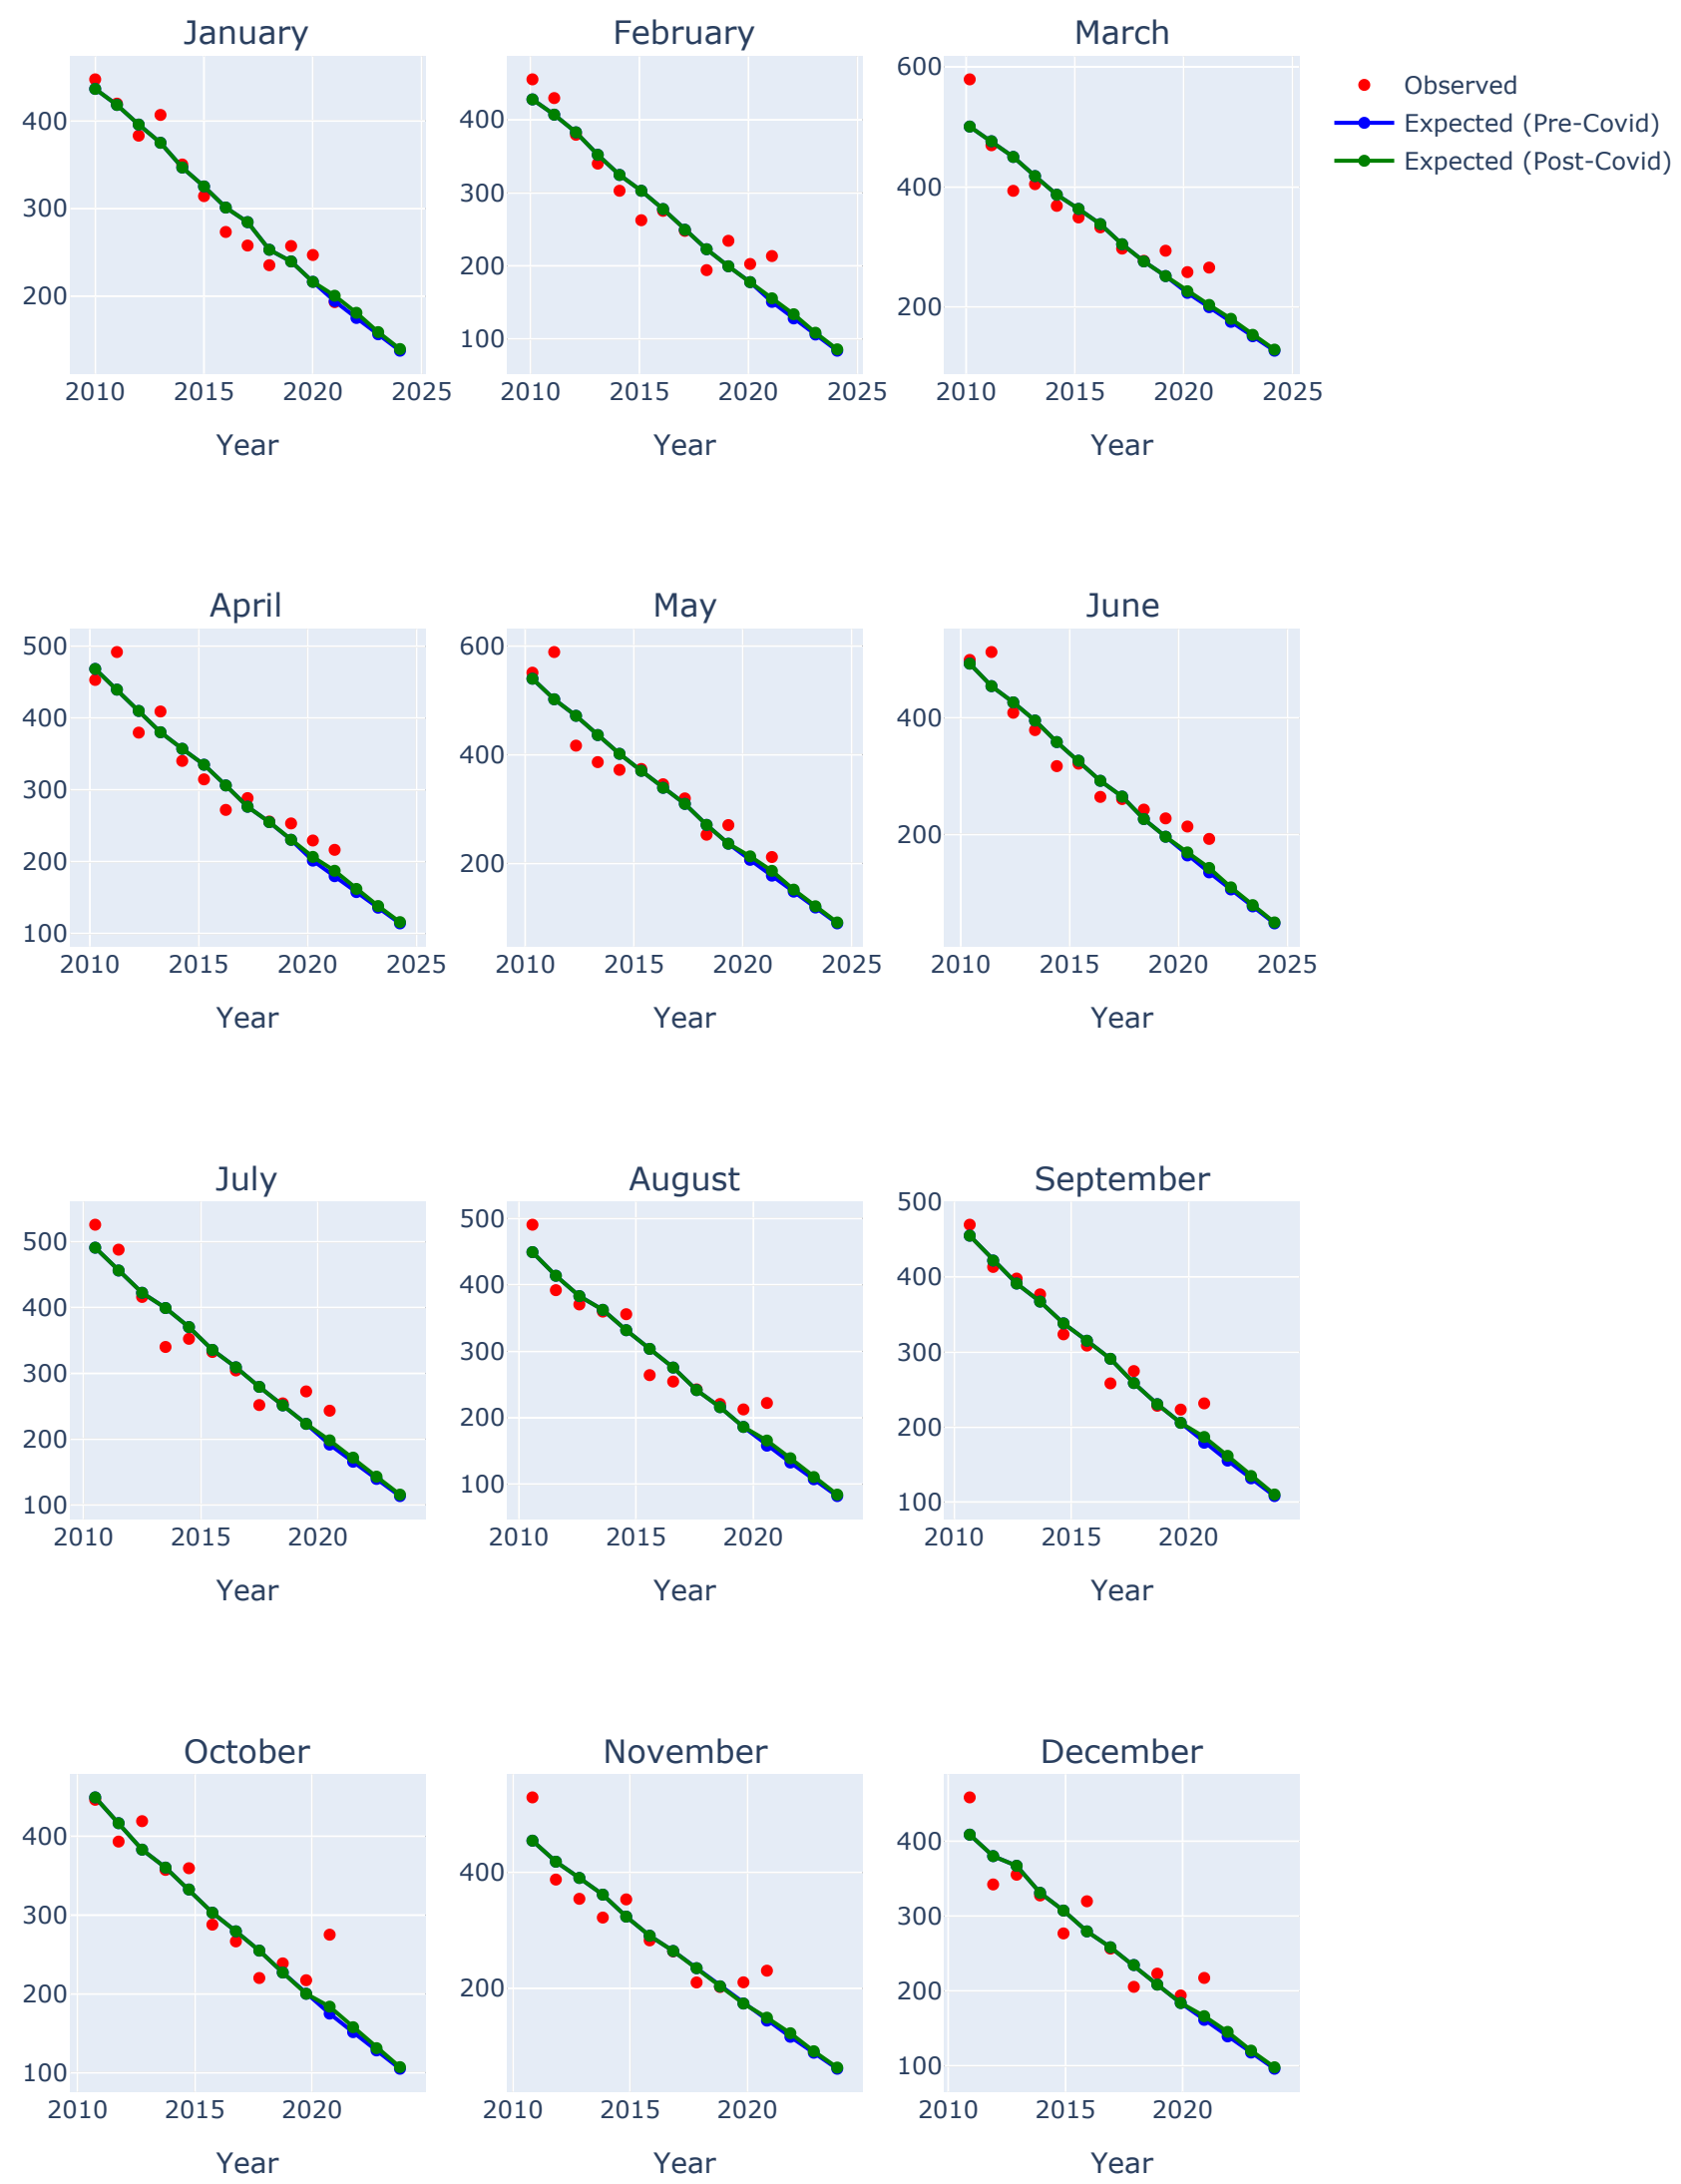 January February March
600
Observed
Expected (Pre-Covid)
Expected (Post-Covid)
400 400
300 300 400
200 200 200
100
2010 2015 2020 2025 2010 2015 2020 2025 2010 2015 2020 2025
Year Year Year
April May June
500 600
400 400 400
300
200 200 200
100
2010 2015 2020 2025 2010 2015 2020 2025 2010 2015 2020 2025
Year Year Year
July August September
500 500 500
400 400 400
300 300 300
200 200 200
100 100 100
2010 2015 2020 2010 2015 2020 2010 2015 2020
Year Year Year
October November December
400 400 400
300 300
200 200 200
100 100
2010 2015 2020 2010 2015 2020 2010 2015 2020
Year Year Year